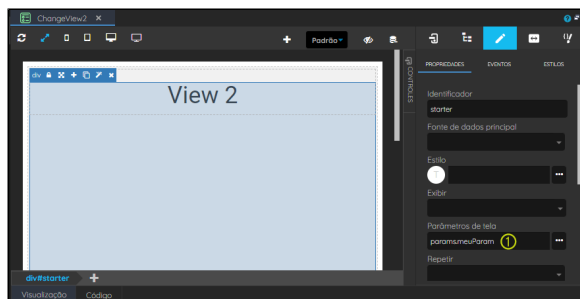 ChangeView2 ×
Padrão
div
View 2
CONTROLES
PROPRIEDADES EVENTOS ESTILOS
Identificador
starter
Fonte de dados principal
Estilo
T
...
Exibir
Parâmetros de tela
params.meuParam 1 ...
Repetir
div#starter +
Visualização Código